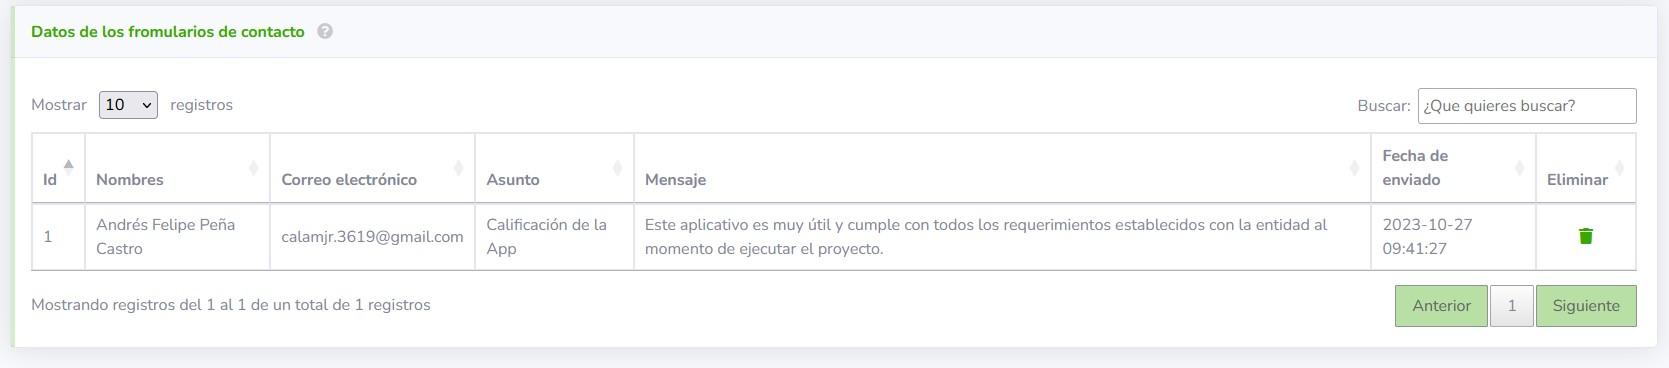 Datos de los fromularios de contacto ?
Mostrar 10 registros
Buscar: ¿Que quieres buscar?
Id Nombres Correo electrónico Asunto Mensaje Fecha de enviado Eliminar
1 Andrés Felipe Peña Castro calamjr.3619@gmail.com Calificación de la App Este aplicativo es muy útil y cumple con todos los requerimientos establecidos con la entidad al momento de ejecutar el proyecto. 2023-10-27 09:41:27
Mostrando registros del 1 al 1 de un total de 1 registros
Anterior 1 Siguiente